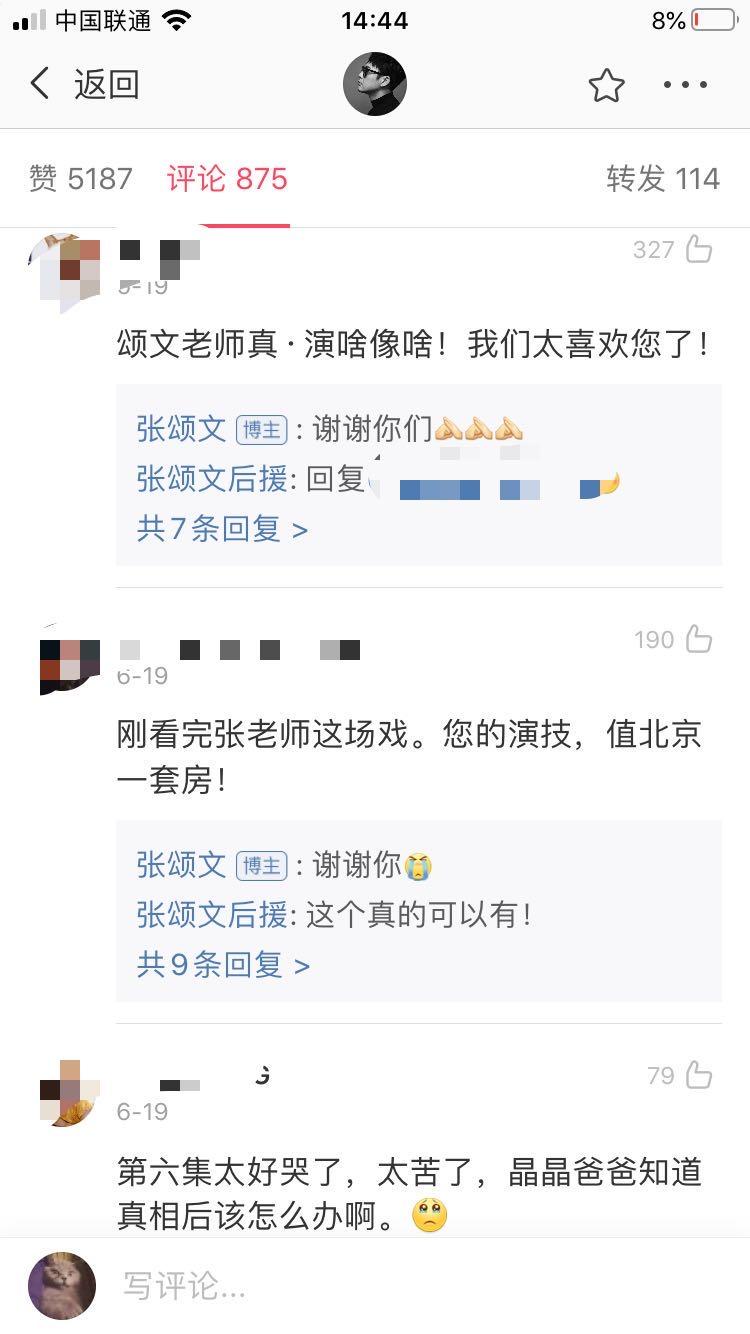 中国联通
14:44
8%
返回
赞 5187 评论 875 转发 114
327
颂文老师真·演啥像啥！我们太喜欢您了！
张颂文 博主 : 谢谢你们
张颂文后援: 回复
共7条回复 >
190
6-19
刚看完张老师这场戏。您的演技，值北京
一套房！
张颂文 博主 : 谢谢你😭
张颂文后援: 这个真的可以有！
共9条回复 >
79
6-19
第六集太好哭了，太苦了，晶晶爸爸知道
真相后该怎么办啊。🥺
写评论...